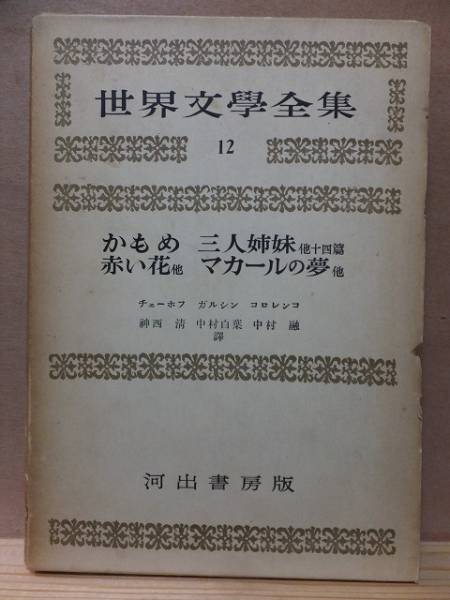 世界文學全集
12
かもめ 三人姉妹 他十四篇
赤い花他 マカールの夢他
チェーホフ ガルシン コロレンコ
神西 清 中村白葉 中村 融
譯
河出書房版